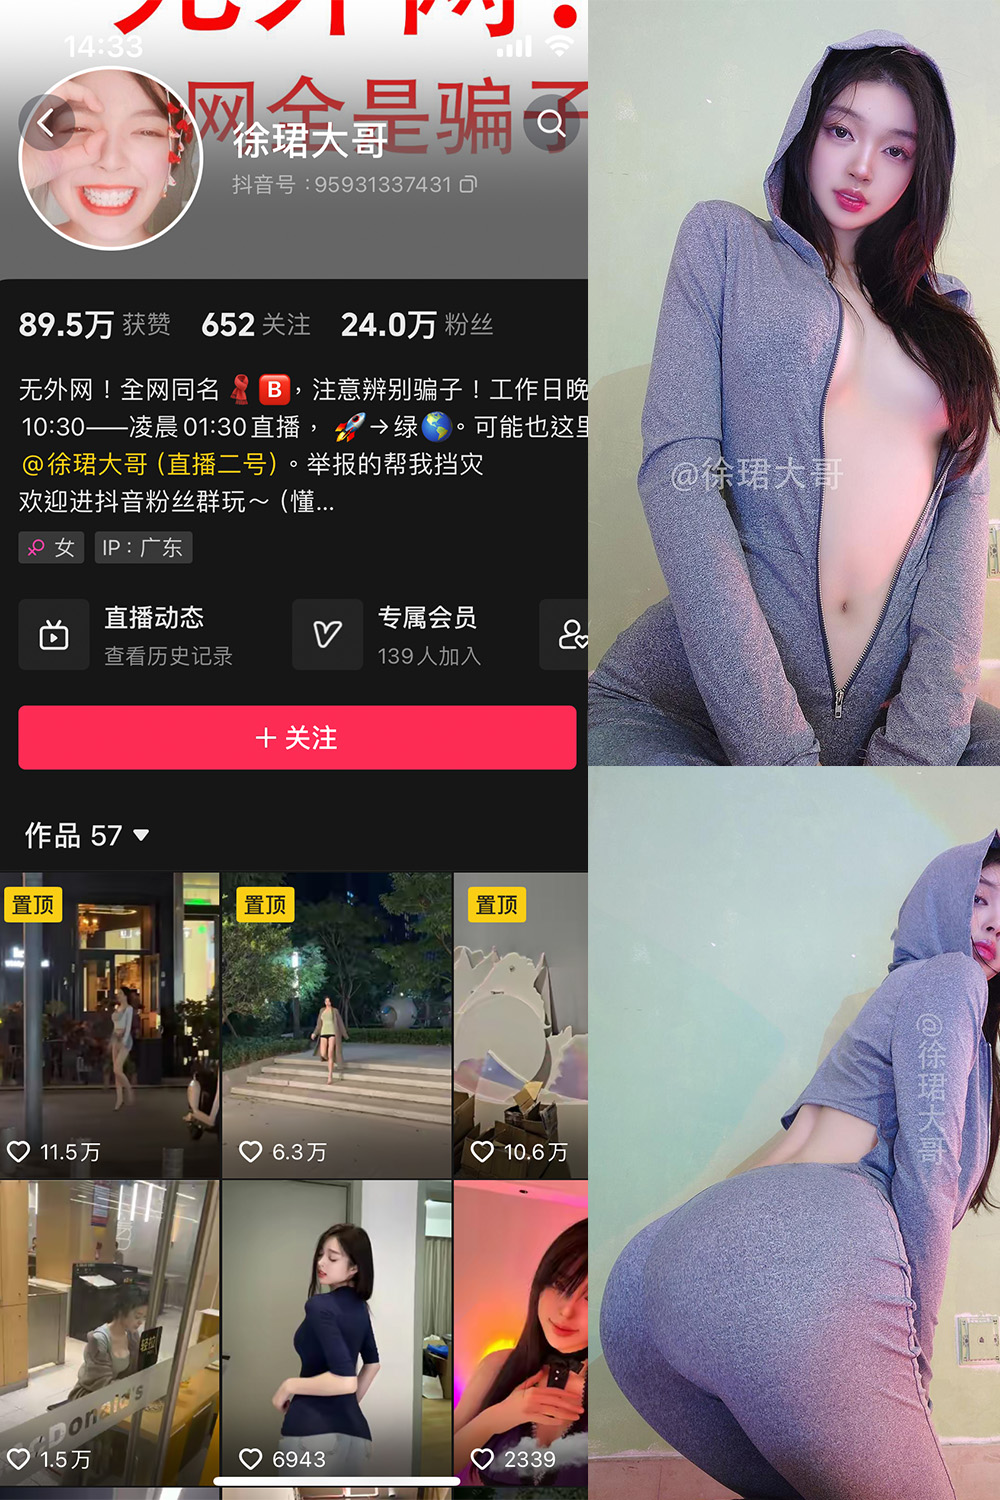 无外网!
网全是骗子
14:33
徐珺大哥
抖音号：95931337431
89.5万 获赞 652 关注 24.0万 粉丝
无外网！全网同名🧣🅱️，注意辨别骗子！工作日晚
10:30——凌晨01:30直播，🚀→绿🌎。可能也这里
@徐珺大哥（直播二号）。举报的帮我挡灾
欢迎进抖音粉丝群玩～（懂...
女 IP：广东
直播动态
查看历史记录
专属会员
139人加入
+ 关注
作品 57
置顶 置顶 置顶
11.5万 6.3万 10.6万
McDonald's
1.5万 6943 2339
@徐珺大哥
@徐珺大哥